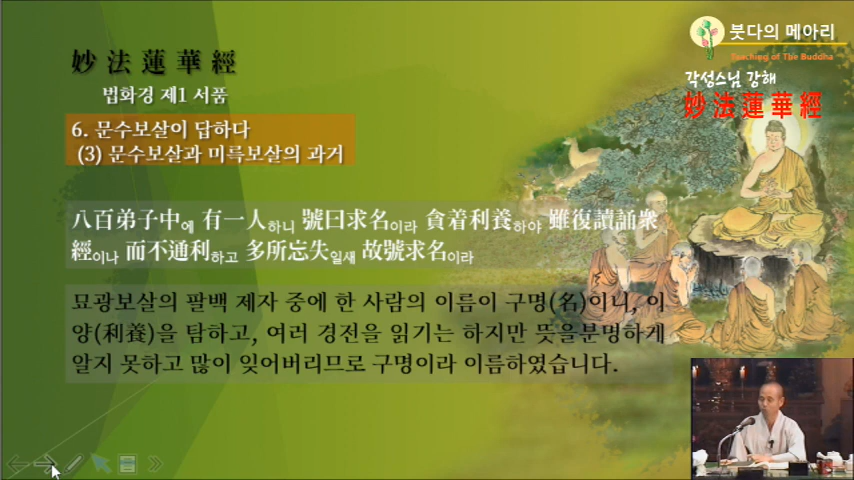 妙法蓮華經
법화경 제1 서품
6. 문수보살이 답하다
(3) 문수보살과 미륵보살의 과거
八百弟子中에 有一人하니 號曰求名이라 貪着利養하야 雖復讀誦衆
經이나 而不通利하고 多所忘失일새 故號求名이라
묘광보살의 팔백 제자 중에 한 사람의 이름이 구명(名)이니, 이
양(利養)을 탐하고, 여러 경전을 읽기는 하지만 뜻을분명하게
알지 못하고 많이 잊어버리므로 구명이라 이름하였습니다.
붓다의 메아리
Teaching of The Buddha
각성스님 강해
妙法蓮華經